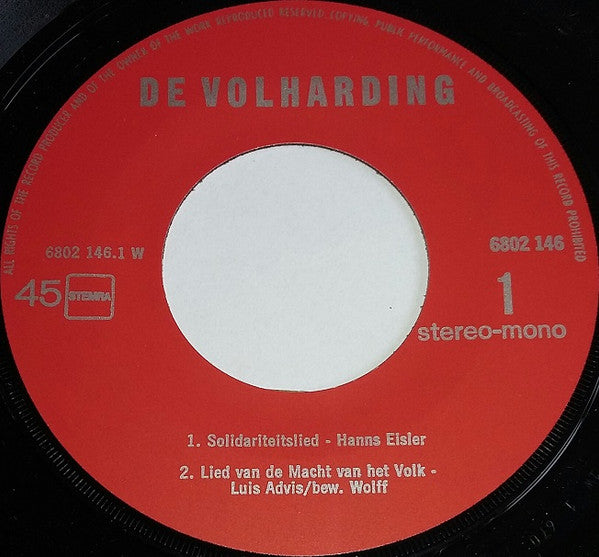 ALL RIGHTS OF THE RECORD PRODUCER AND OF THE OWNER OF THE WORK REPRODUCED RESERVED. COPYING, PUBLIC PERFORMANCE AND BROADCASTING OF THIS RECORD PROHIBITED
DE VOLHARDING
6802 146.1 W
6802 146
45 STEMRA
1
stereo-mono
1. Solidariteitslied - Hanns Eisler
2. Lied van de Macht van het Volk -
Luis Advis/bew. Wolff